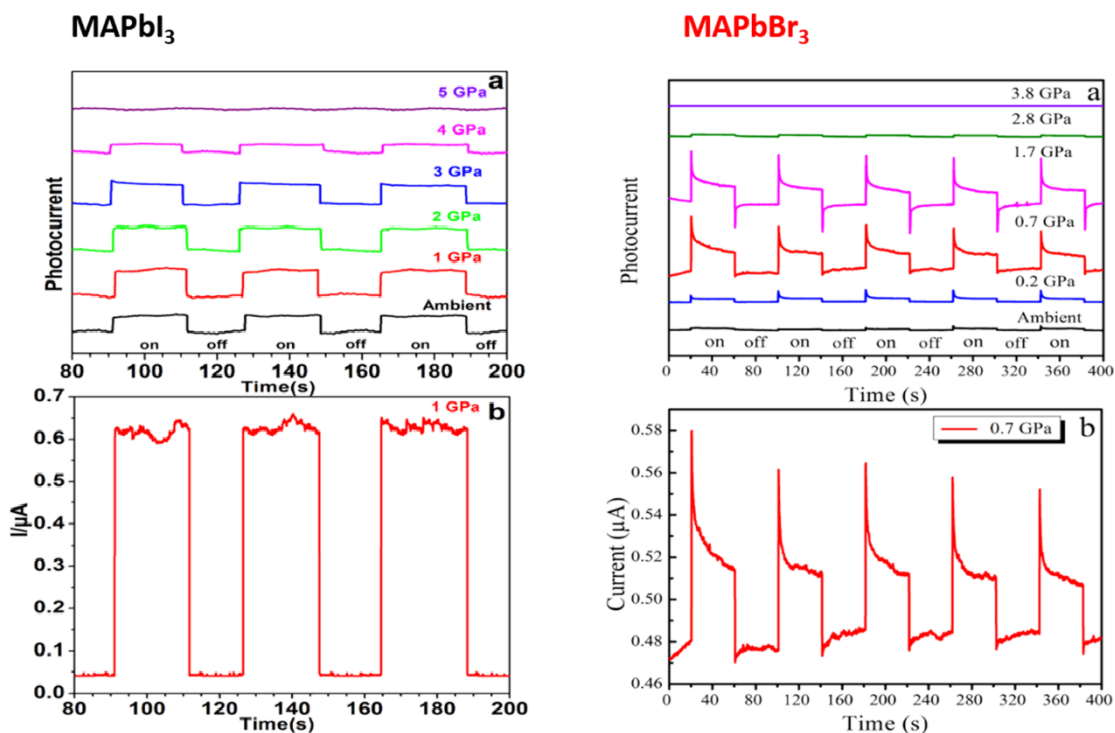 MAPbI3
MAPbBr3
a
5 GPa
4 GPa
3 GPa
2 GPa
1 GPa
Ambient
on off on off on off
Photocurrent
80 100 120 140 160 180 200
Time(s)
b
1 GPa
I/μA
0.7
0.6
0.5
0.4
0.3
0.2
0.1
0.0
80 100 120 140 160 180 200
Time(s)
a
3.8 GPa
2.8 GPa
1.7 GPa
0.7 GPa
0.2 GPa
Ambient
on off on off on off on off on
Photocurrent
0 40 80 120 160 200 240 280 320 360 400
Time (s)
b
0.7 GPa
Current (μA)
0.58
0.56
0.54
0.52
0.50
0.48
0.46
0 40 80 120 160 200 240 280 320 360 400
Time (s)